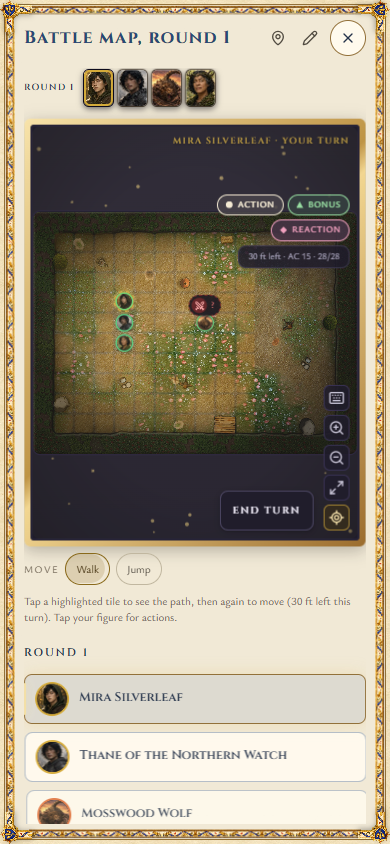 Battle map, round 1
ROUND 1
MIRA SILVERLEAF · YOUR TURN
ACTION
BONUS
REACTION
30 ft left · AC 15 · 28/28
?
END TURN
MOVE
Walk
Jump
Tap a highlighted tile to see the path, then again to move (30 ft left this
turn). Tap your figure for actions.
ROUND 1
Mira Silverleaf
Thane of the Northern Watch
Mosswood Wolf